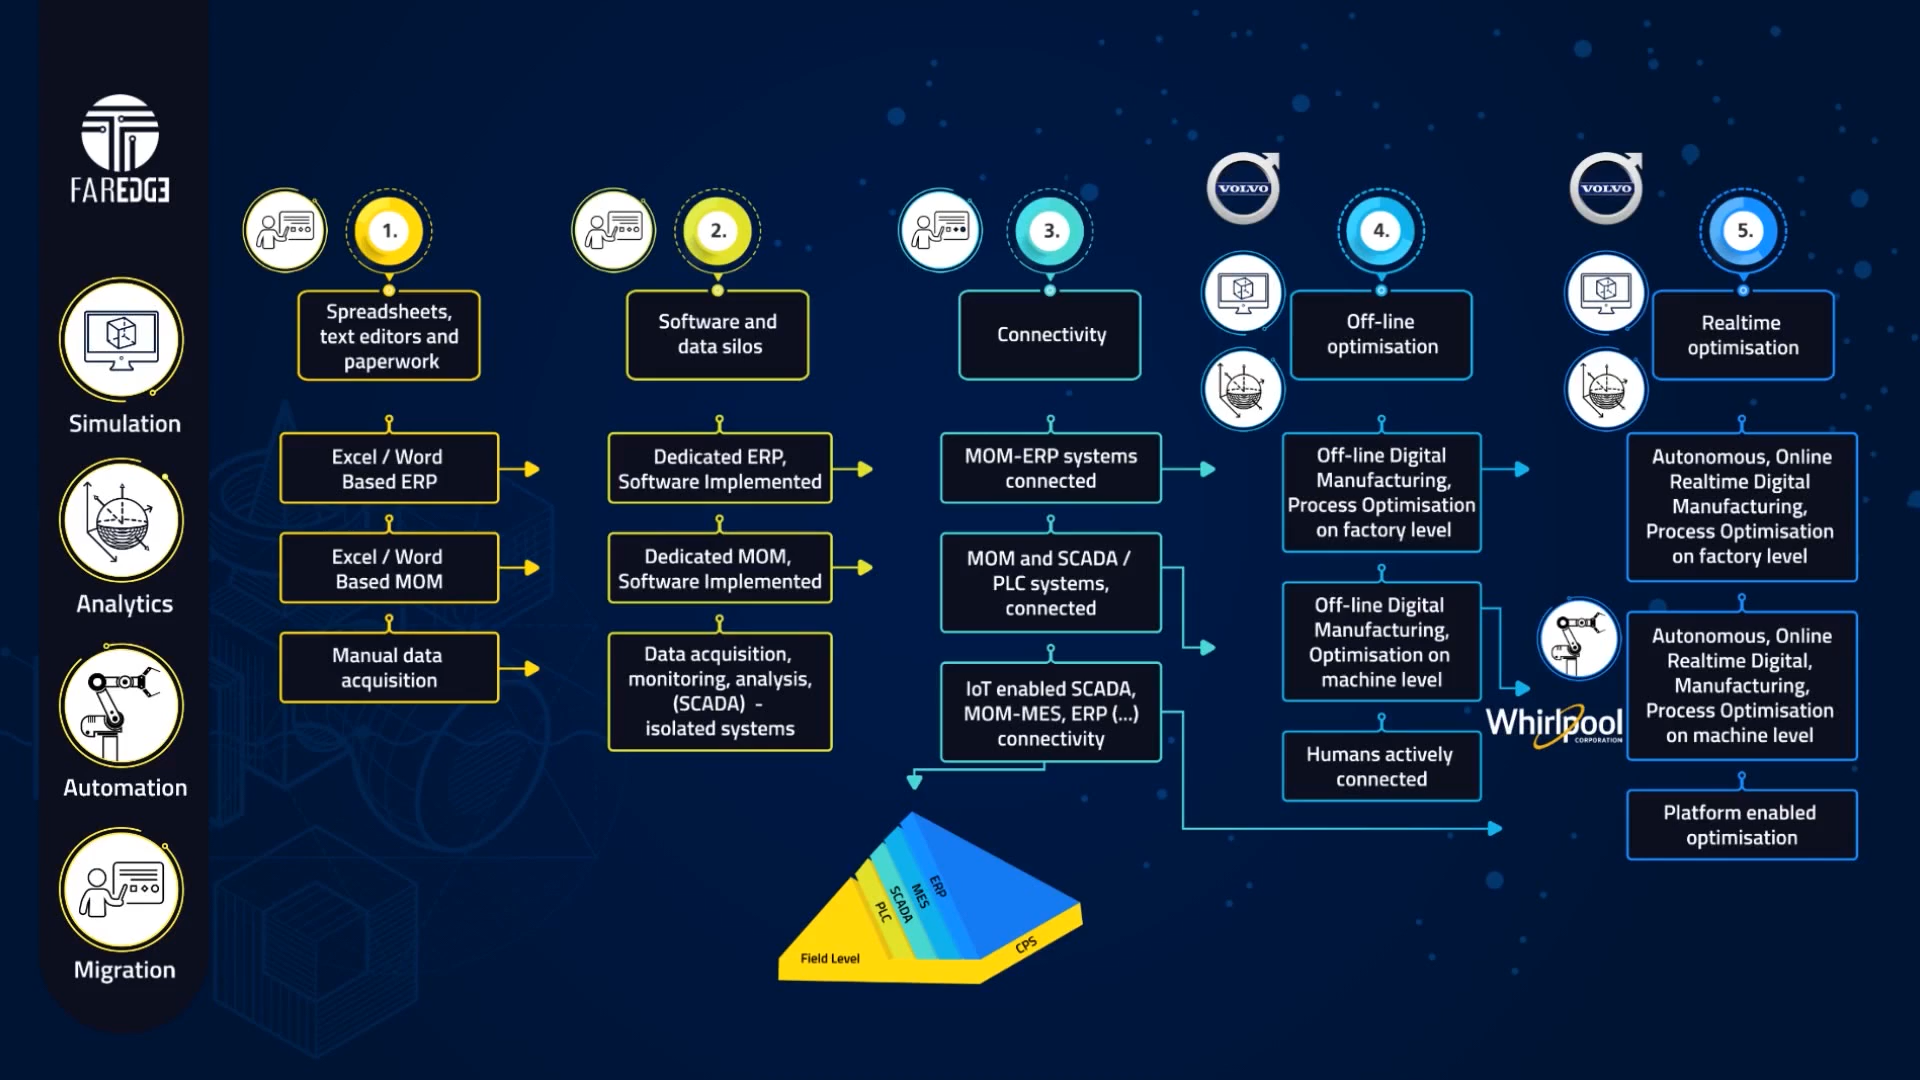 FAREDGE
Simulation
Analytics
Automation
Migration
1.
Spreadsheets,
text editors and
paperwork
Excel / Word
Based ERP
Excel / Word
Based MOM
Manual data
acquisition
2.
Software and
data silos
Dedicated ERP,
Software Implemented
Dedicated MOM,
Software Implemented
Data acquisition,
monitoring, analysis,
(SCADA) -
isolated systems
3.
Connectivity
MOM-ERP systems
connected
MOM and SCADA /
PLC systems,
connected
IoT enabled SCADA,
MOM-MES, ERP (...)
connectivity
Field Level
PLC
SCADA
MES
ERP
CPS
VOLVO
4.
Off-line
optimisation
Off-line Digital
Manufacturing,
Process Optimisation
on factory level
Off-line Digital
Manufacturing,
Optimisation on
machine level
Humans actively
connected
VOLVO
5.
Realtime
optimisation
Autonomous, Online
Realtime Digital
Manufacturing,
Process Optimisation
on factory level
Whirlpool
CORPORATION
Autonomous, Online
Realtime Digital,
Manufacturing,
Process Optimisation
on machine level
Platform enabled
optimisation